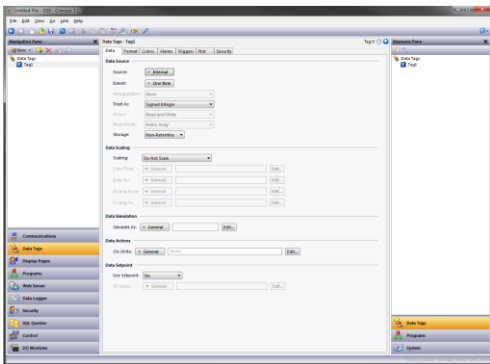 Untitled File - G09 - Crimson 3.1
File Edit View Go Link Help
Navigation Pane
Data Tags - Tag1
Tag 0
Resource Pane
New
Data Format Colors Alarms Triggers Plot Security
Data Tags
Tag1
Data Tags
Tag1
Data Source
Source: Internal
Extent: One Item
Manipulation: None
Treat As: Signed Integer
Access: Read and Write
Read Mode: Entire Array
Storage: Non-Retentive
Data Scaling
Scaling: Do Not Scale
Data From: General Edit...
Data To: General Edit...
Display From: General Edit...
Display To: General Edit...
Data Simulation
Simulate As: General Edit...
Data Actions
On Write: General None Edit...
Data Setpoint
Use Setpoint: No
SP Value: General Edit...
Communications
Data Tags
Display Pages
Programs
Web Server
Data Logger
Security
SQL Queries
Control
I/O Modules
Data Tags
Programs
System